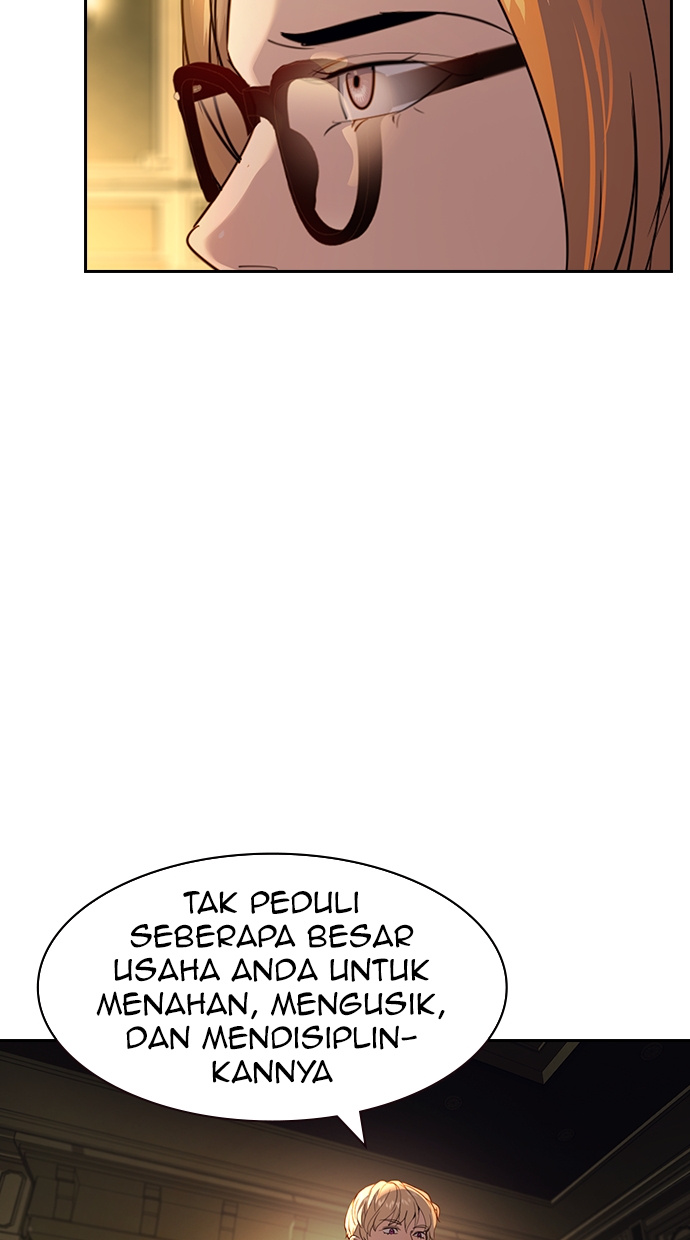 TAK PEDULI
SEBERAPA BESAR
USAHA ANDA UNTUK
MENAHAN, MENGUSIK,
DAN MENDISIPLIN-
KANNYA